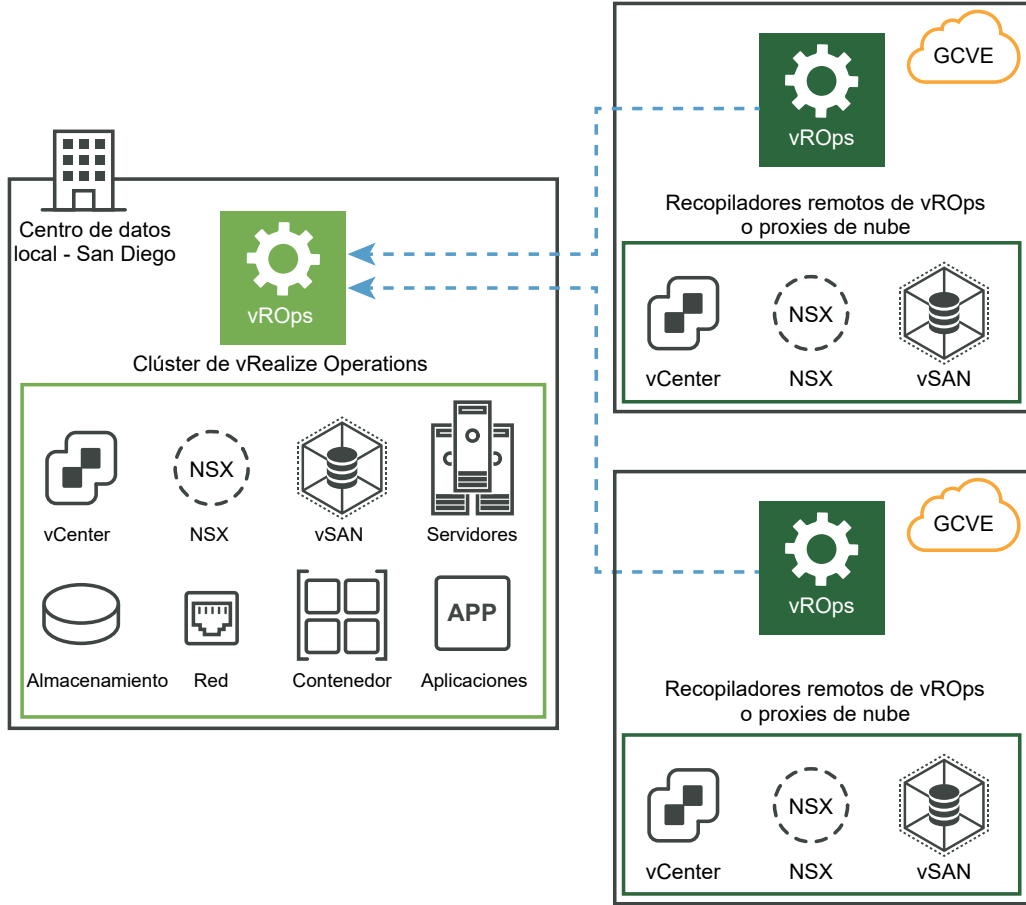 Centro de datos
local - San Diego
vROps
Clúster de vRealize Operations
NSX
vCenter
NSX
vSAN
Servidores
APP
Almacenamiento
Red
Contenedor
Aplicaciones
GCVE
vROps
Recopiladores remotos de vROps
o proxies de nube
NSX
vCenter
NSX
vSAN
GCVE
vROps
Recopiladores remotos de vROps
o proxies de nube
NSX
vCenter
NSX
vSAN